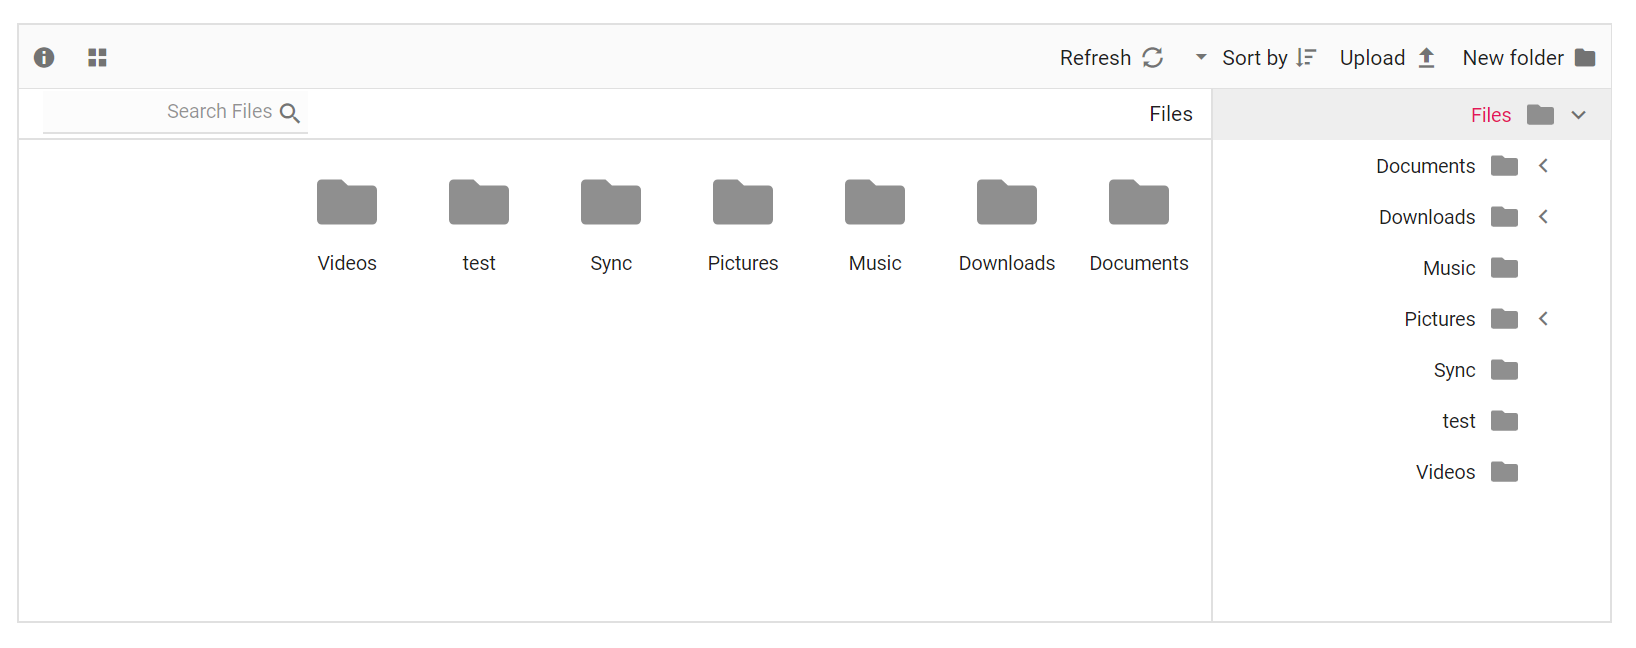 Refresh Sort by Upload New folder
Search Files
Files
Files
Videos test Sync Pictures Music Downloads Documents
Documents
Downloads
Music
Pictures
Sync
test
Videos